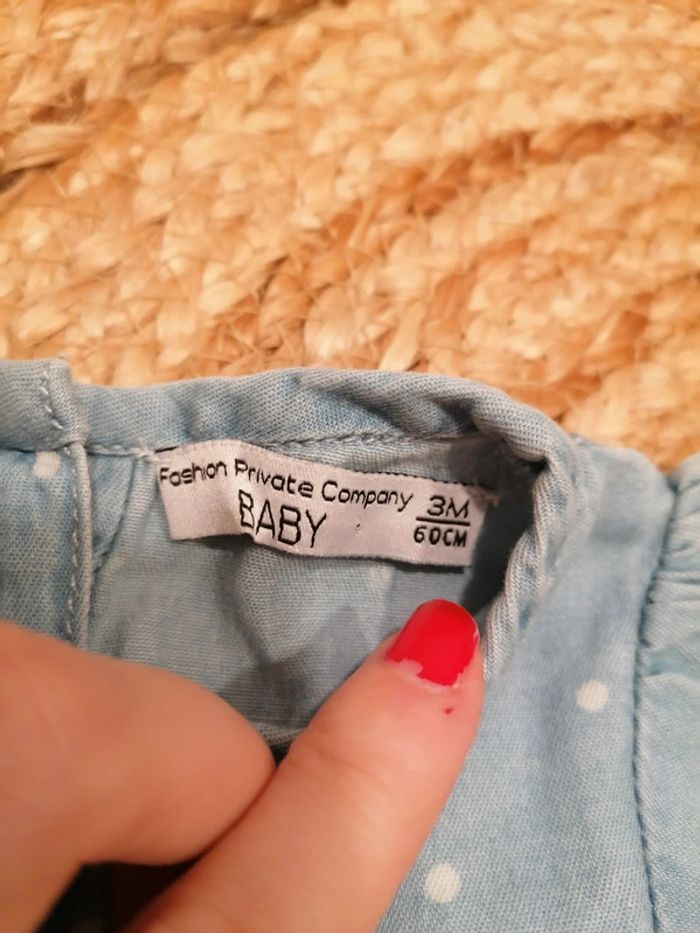 Fashion Private Company
BABY
3M
60CM